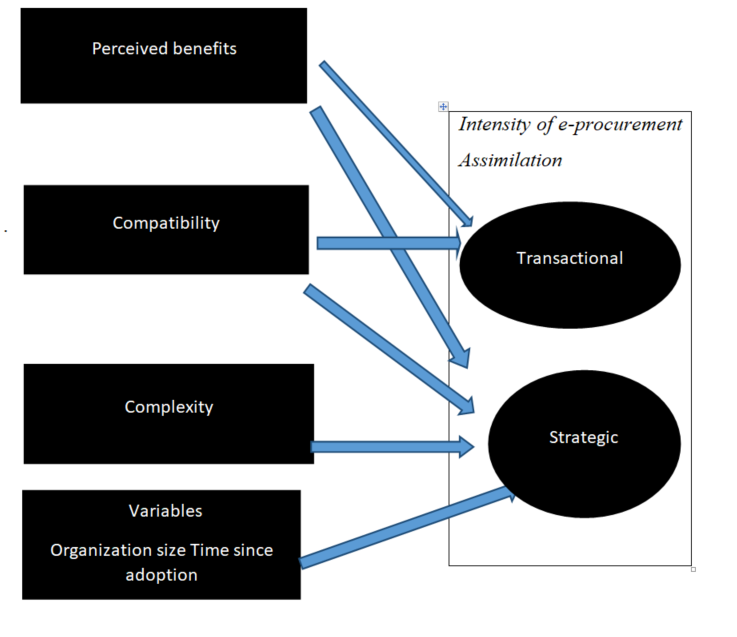 Perceived benefits
Intensity of e-procurement
Assimilation
Compatibility
Transactional
Complexity
Strategic
Variables
Organization size Time since
adoption